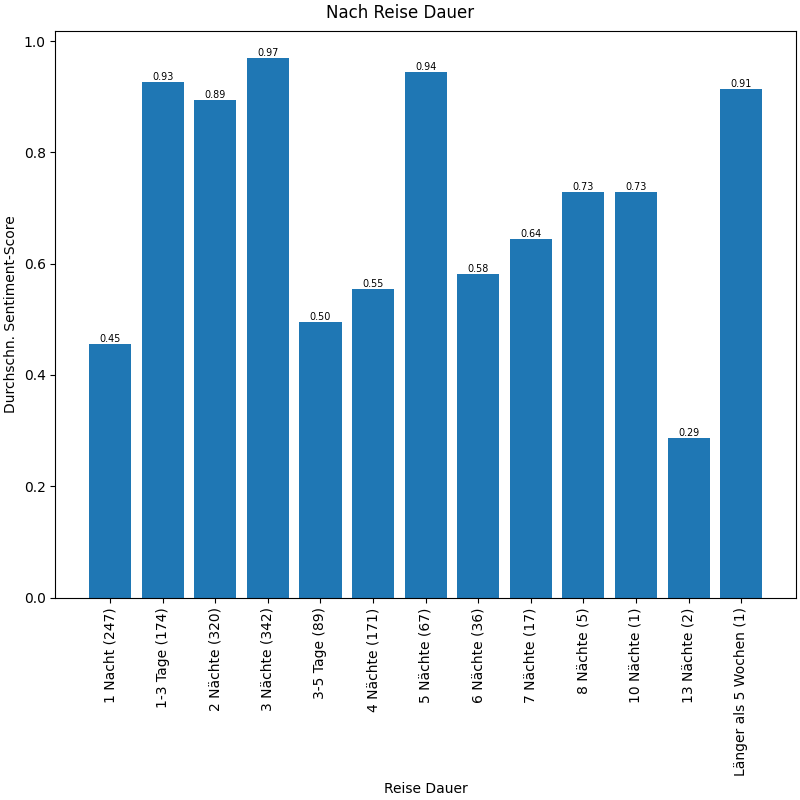 Nach Reise Dauer
Durchschn. Sentiment-Score
1.0
0.8
0.6
0.4
0.2
0.0
0.45
0.93
0.89
0.97
0.50
0.55
0.94
0.58
0.64
0.73
0.73
0.29
0.91
1 Nacht (247)
1-3 Tage (174)
2 Nächte (320)
3 Nächte (342)
3-5 Tage (89)
4 Nächte (171)
5 Nächte (67)
6 Nächte (36)
7 Nächte (17)
8 Nächte (5)
10 Nächte (1)
13 Nächte (2)
Länger als 5 Wochen (1)
Reise Dauer